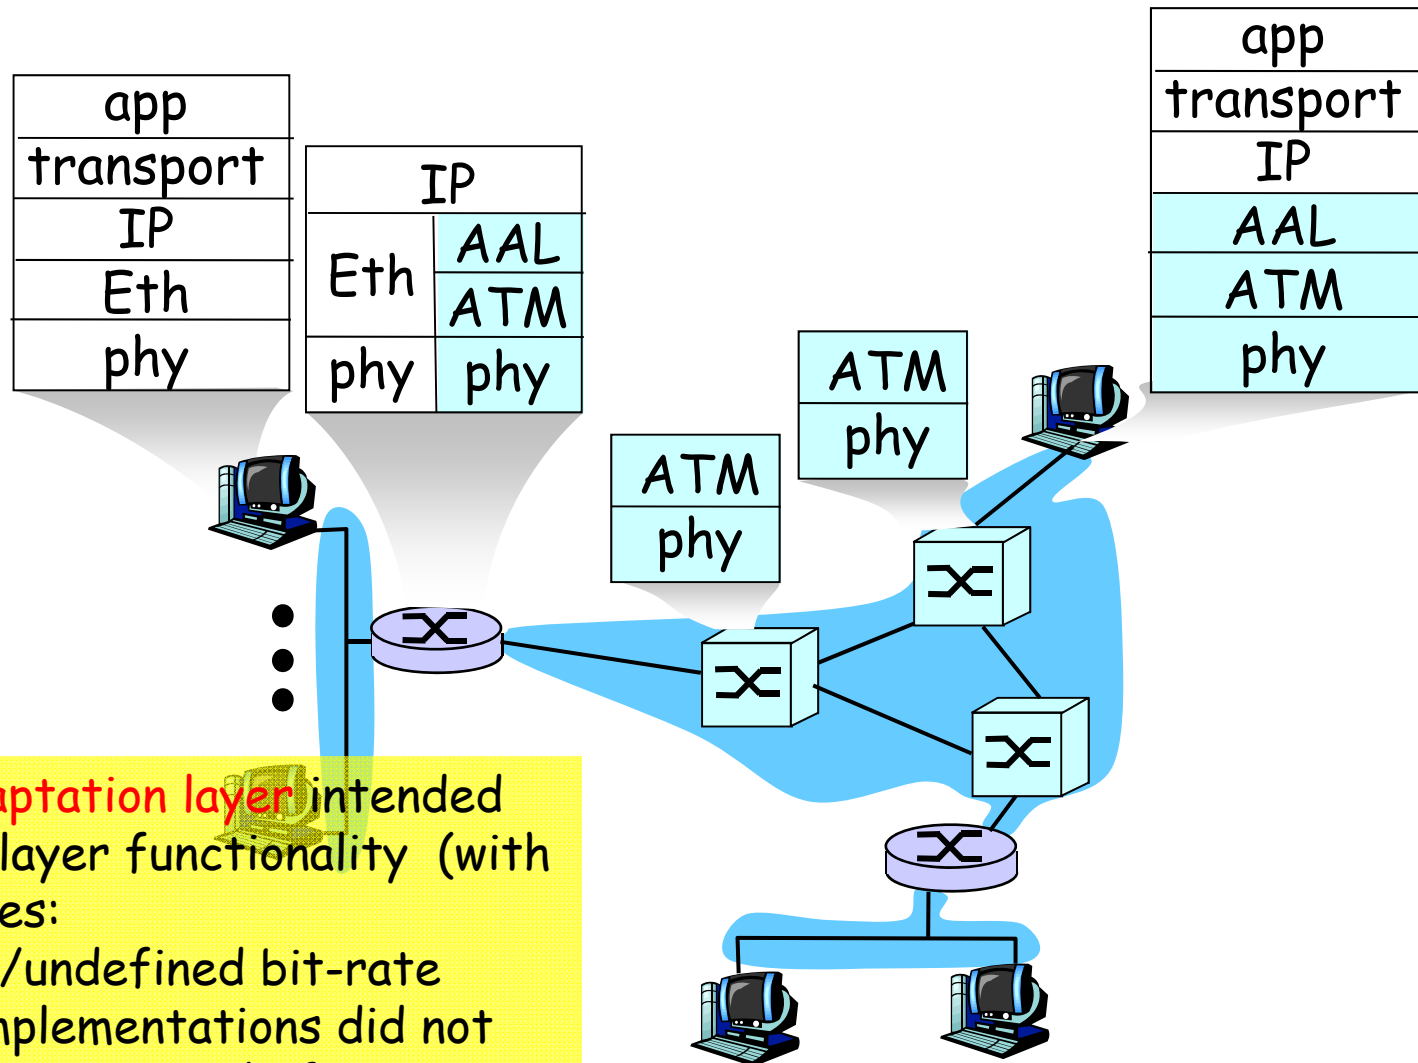 app
transport
IP
Eth
phy
IP
Eth
AAL
ATM
phy
phy
ATM
phy
ATM
phy
app
transport
IP
AAL
ATM
phy
aptation layer intended
layer functionality (with
es:
/undefined bit-rate
mplementations did not